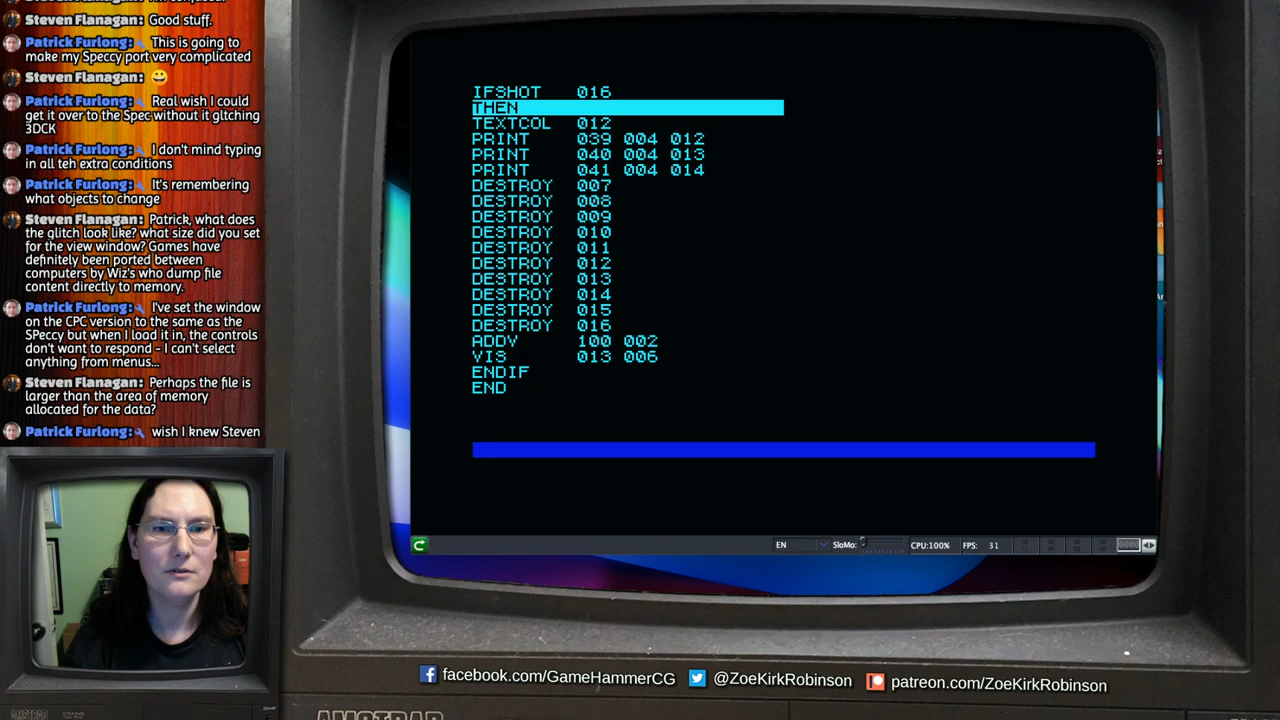 Steven Flanagan: Good stuff.
Patrick Furlong: This is going to
make my Speccy port very complicated
Steven Flanagan: 😀
Patrick Furlong: Real wish I could
get it over to the Spec without it gltching
3DCK
Patrick Furlong: I don't mind typing
in all teh extra conditions
Patrick Furlong: It's remembering
what objects to change
Steven Flanagan: Patrick, what does
the glitch look like? what size did you set
for the view window? Games have
definitely been ported between
computers by Wiz's who dump file
content directly to memory.
Patrick Furlong: I've set the window
on the CPC version to the same as the
SPeccy but when I load it in, the controls
don't want to respond - I can't select
anything from menus...
Steven Flanagan: Perhaps the file is
larger than the area of memory
allocated for the data?
Patrick Furlong: wish I knew Steven
IFSHOT 016
THEN
TEXTCOL 012
PRINT 039 004 012
PRINT 040 004 013
PRINT 041 004 014
DESTROY 007
DESTROY 008
DESTROY 009
DESTROY 010
DESTROY 011
DESTROY 012
DESTROY 013
DESTROY 014
DESTROY 015
DESTROY 016
ADDV 100 002
VIS 013 006
ENDIF
END
EN SloMo: CPU:100% FPS: 31
facebook.com/GameHammerCG @ZoeKirkRobinson patreon.com/ZoeKirkRobinson